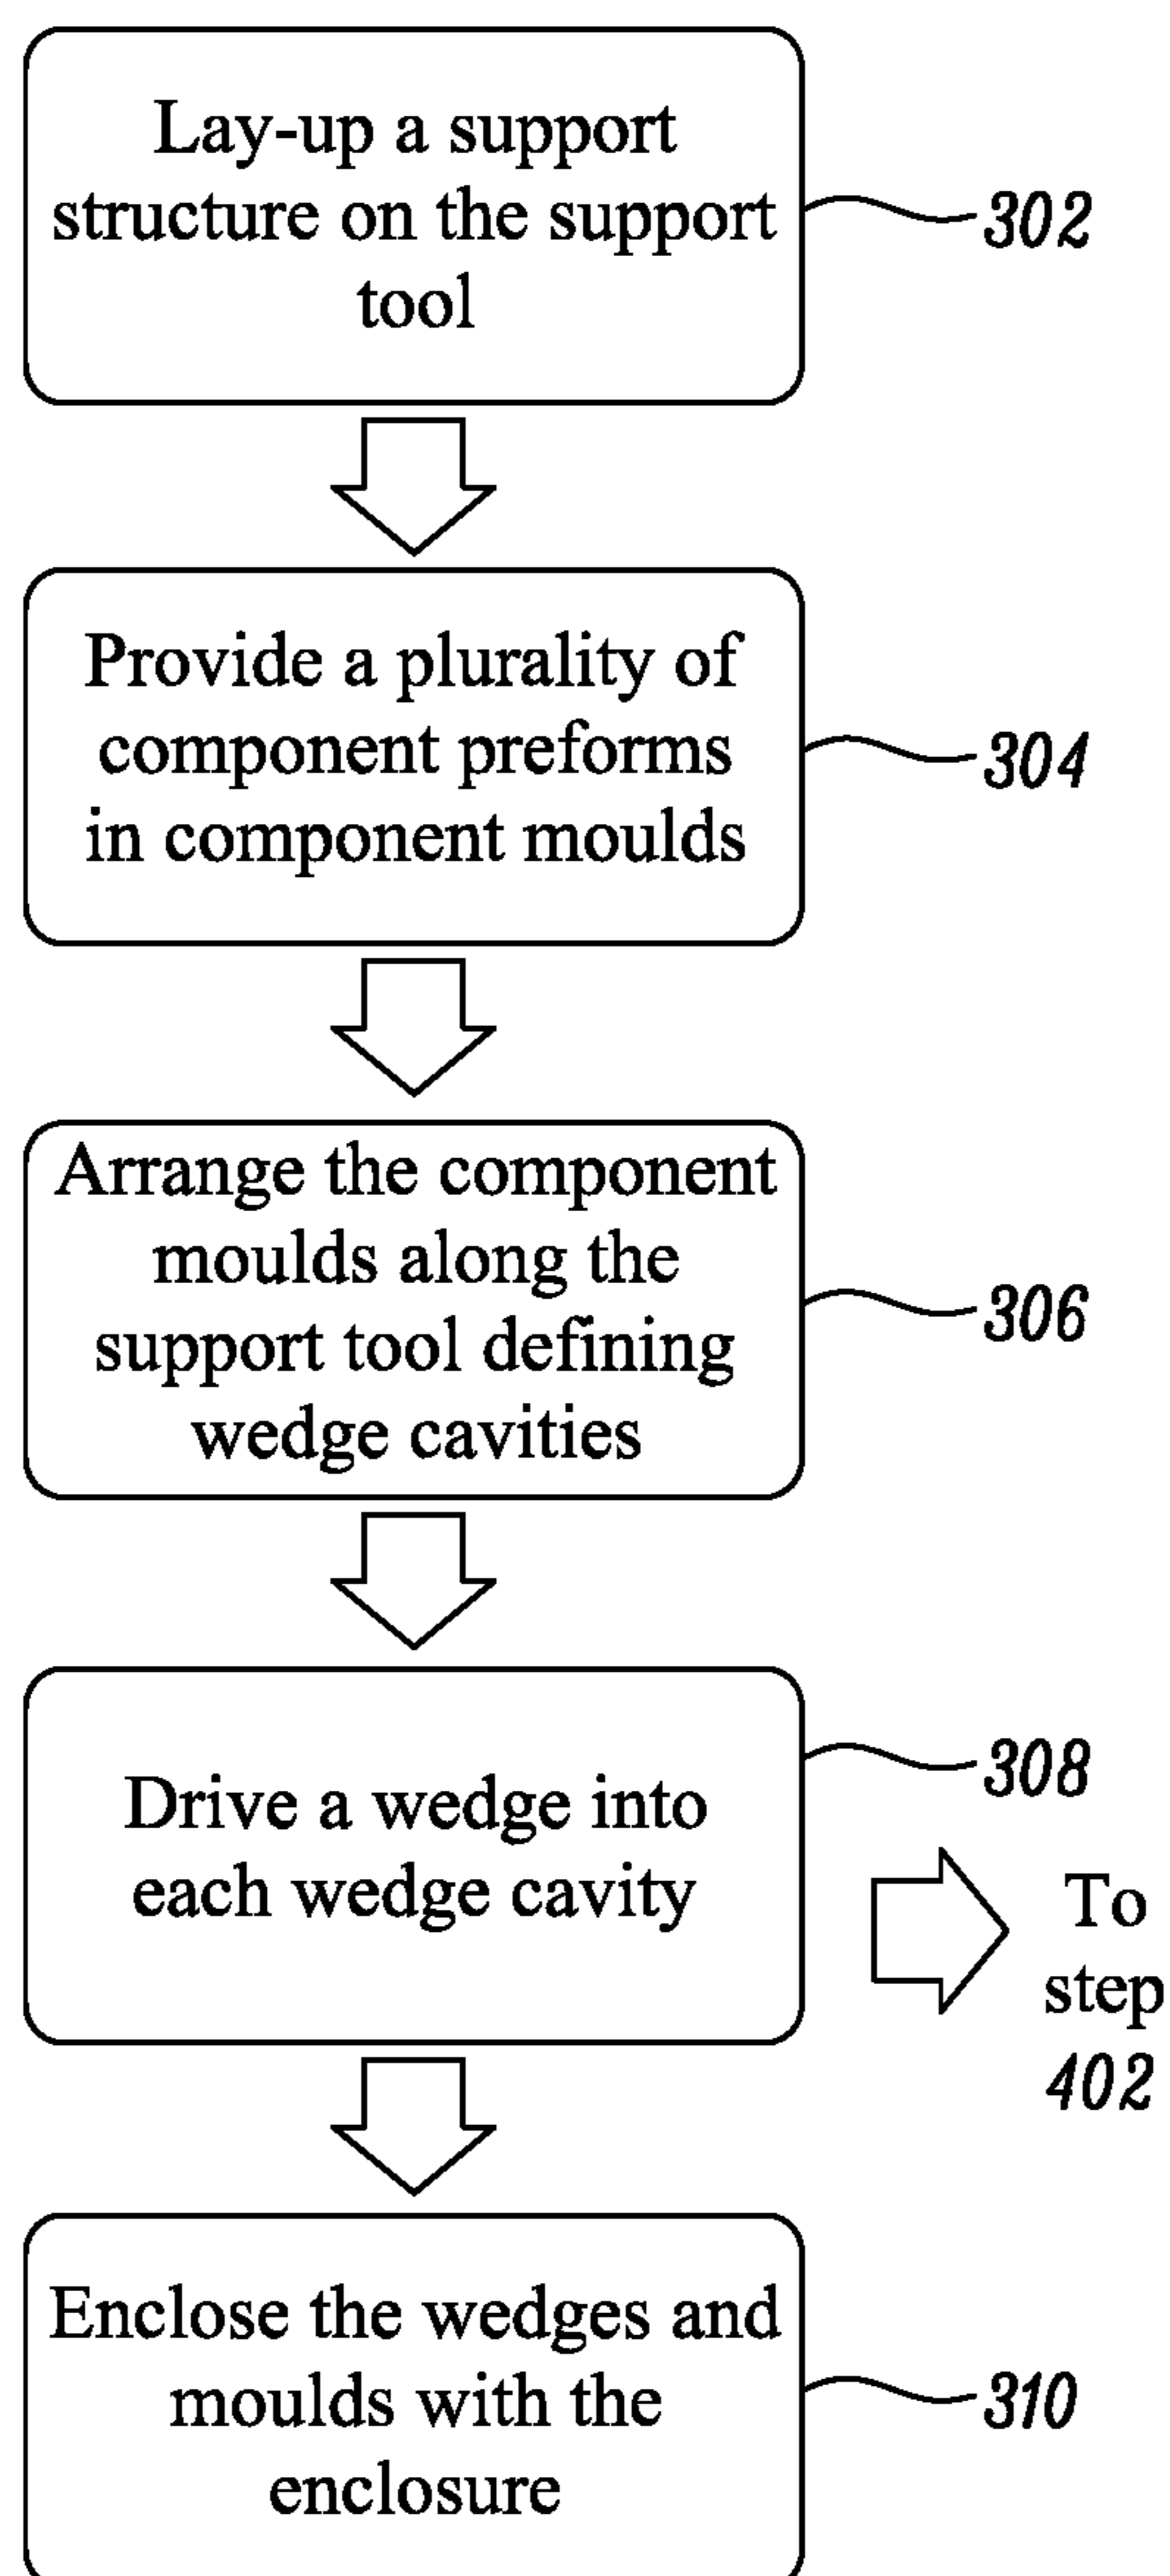 Lay-up a support
structure on the support
tool
302
Provide a plurality of
component preforms
in component moulds
304
Arrange the component
moulds along the
support tool defining
wedge cavities
306
Drive a wedge into
each wedge cavity
308
To
step
402
Enclose the wedges and
moulds with the
enclosure
310